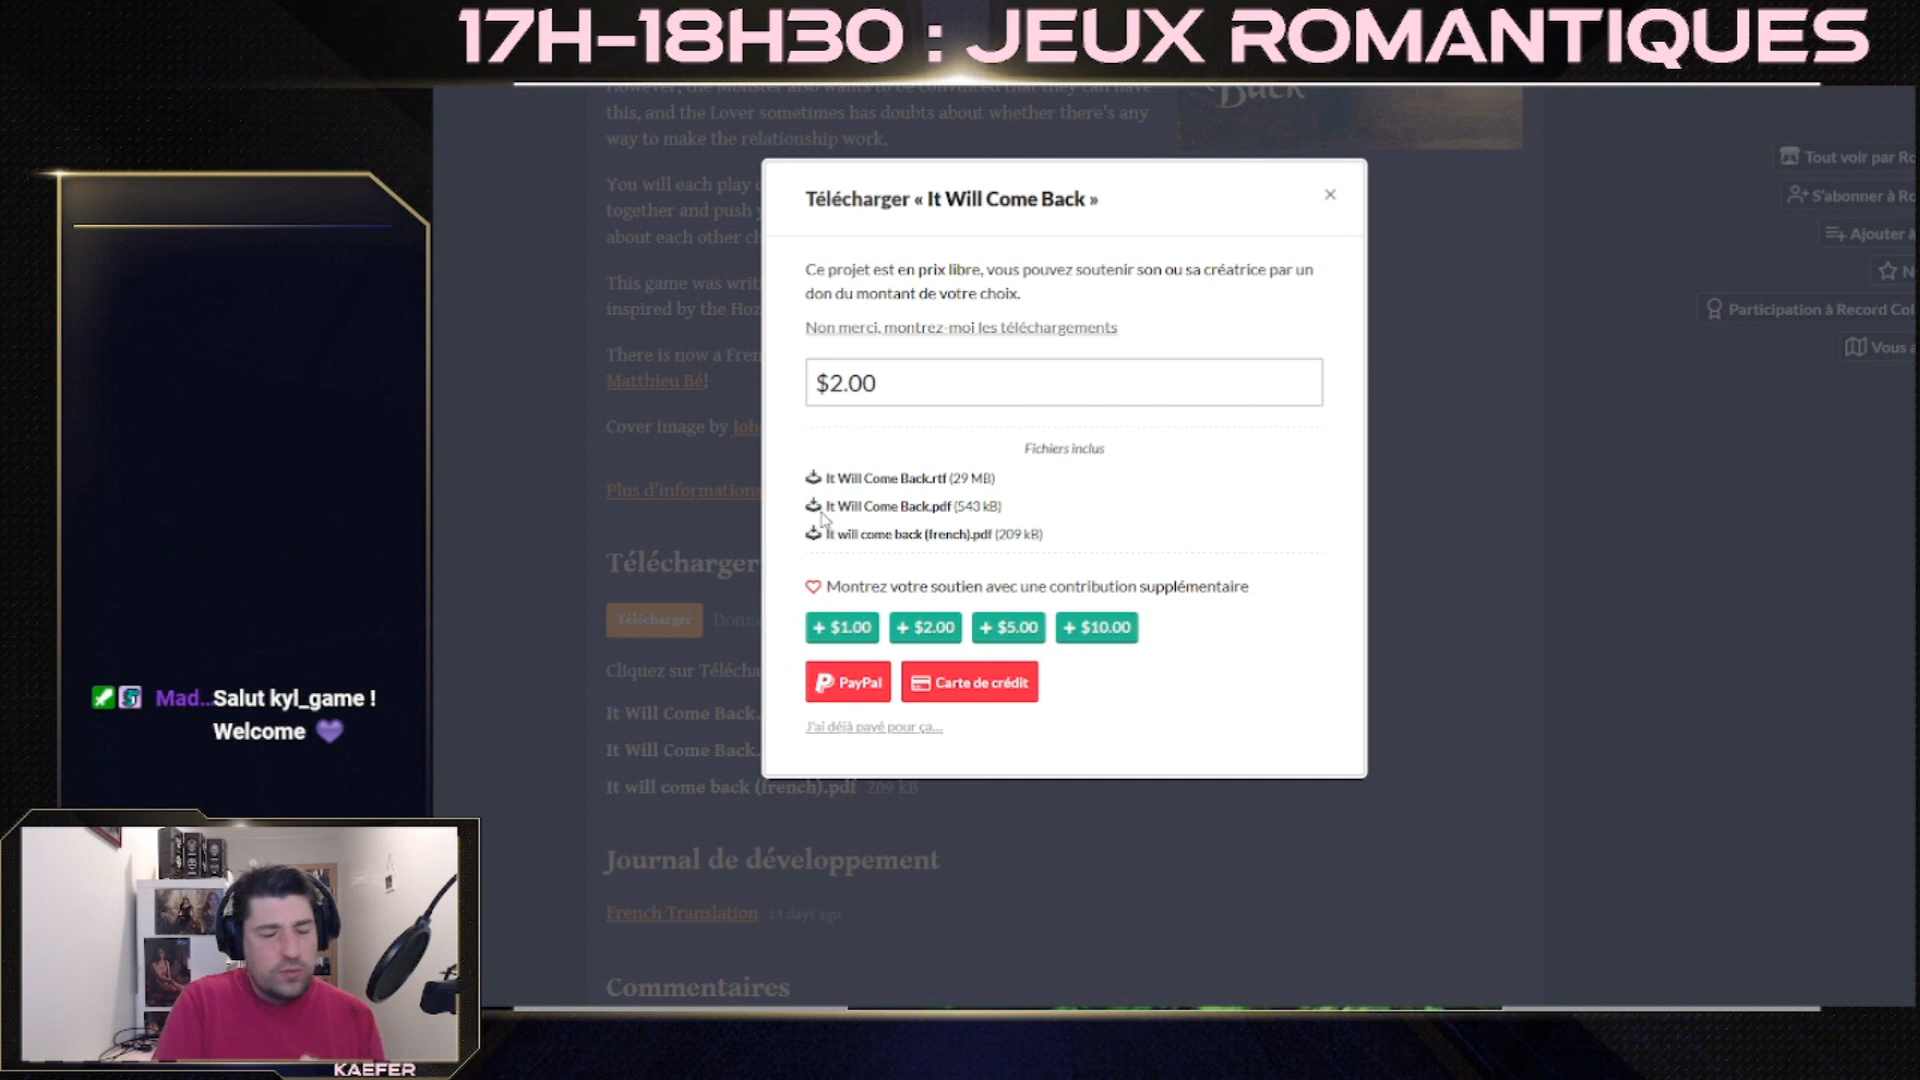 17H-18H30 : JEUX ROMANTIQUES
this, and the Lover sometimes has doubts about whether there's any
way to make the relationship work.
Back
You will each play
together and push
about each other
This game was writ
inspired by the Hoz
There is now a Fren
Matthieu Bé!
Cover image by Joh
Plus d'informations
Télécharger
Télécharger
Cliquez sur Télécha
It Will Come Back.
It Will Come Back.
It will come back (french).pdf 209 kB
Journal de développement
French Translation 13 days ago
Commentaires
Télécharger « It Will Come Back »
×
Ce projet est en prix libre, vous pouvez soutenir son ou sa créatrice par un
don du montant de votre choix.
Non merci, montrez-moi les téléchargements
$2.00
Fichiers inclus
It Will Come Back.rtf (29 MB)
It Will Come Back.pdf (543 kB)
It will come back (french).pdf (209 kB)
Montrez votre soutien avec une contribution supplémentaire
+ $1.00 + $2.00 + $5.00 + $10.00
PayPal Carte de crédit
J'ai déjà payé pour ça...
Tout voir par Ro
S'abonner à Ro
Ajouter à
N
Participation à Record Col
Vous a
Mad...Salut kyl_game !
Welcome
KAEFER